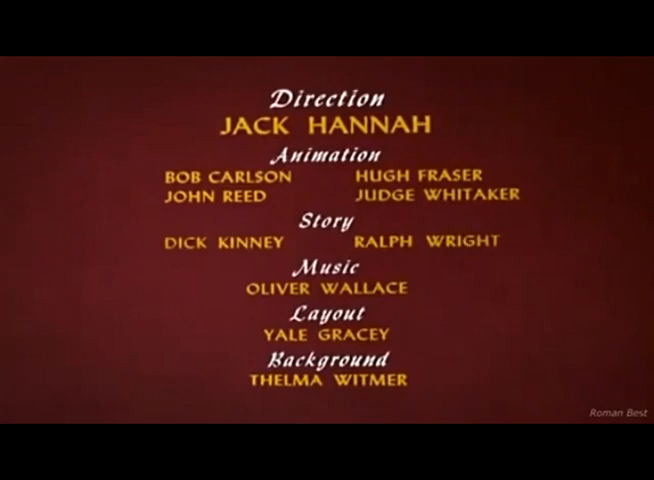 Direction
JACK HANNAH
Animation
BOB CARLSON HUGH FRASER
JOHN REED JUDGE WHITAKER
Story
DICK KINNEY RALPH WRIGHT
Music
OLIVER WALLACE
Layout
YALE GRACEY
Background
THELMA WITMER
Roman Best